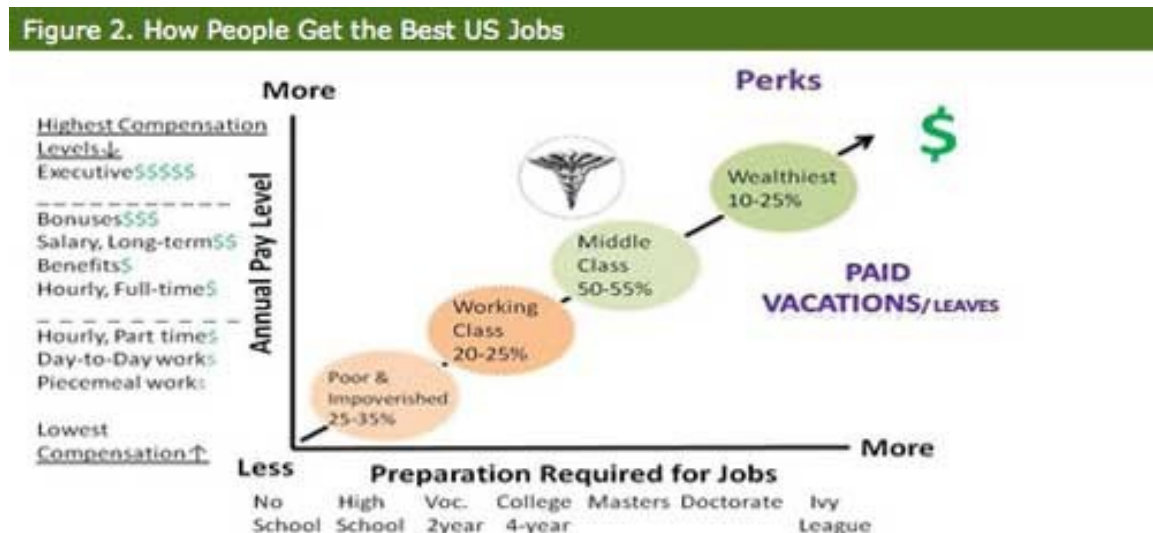 Figure 2. How People Get the Best US Jobs
More
Perks
Highest Compensation
Levels↓
Executive$$$$$
$
Wealthiest
10-25%
Bonuses$$$
Salary, Long-term$$
Benefits$
Hourly, Full-time$
Annual Pay Level
Middle
Class
50-55%
PAID
VACATIONS/LEAVES
Working
Class
20-25%
Hourly, Part time$
Day-to-Day work$
Piecemeal work$
Poor &
Impoverished
25-35%
Lowest
Compensation↑
Less
Preparation Required for Jobs
More
No School
High School
Voc. 2year
College 4-year
Masters
Doctorate
Ivy League